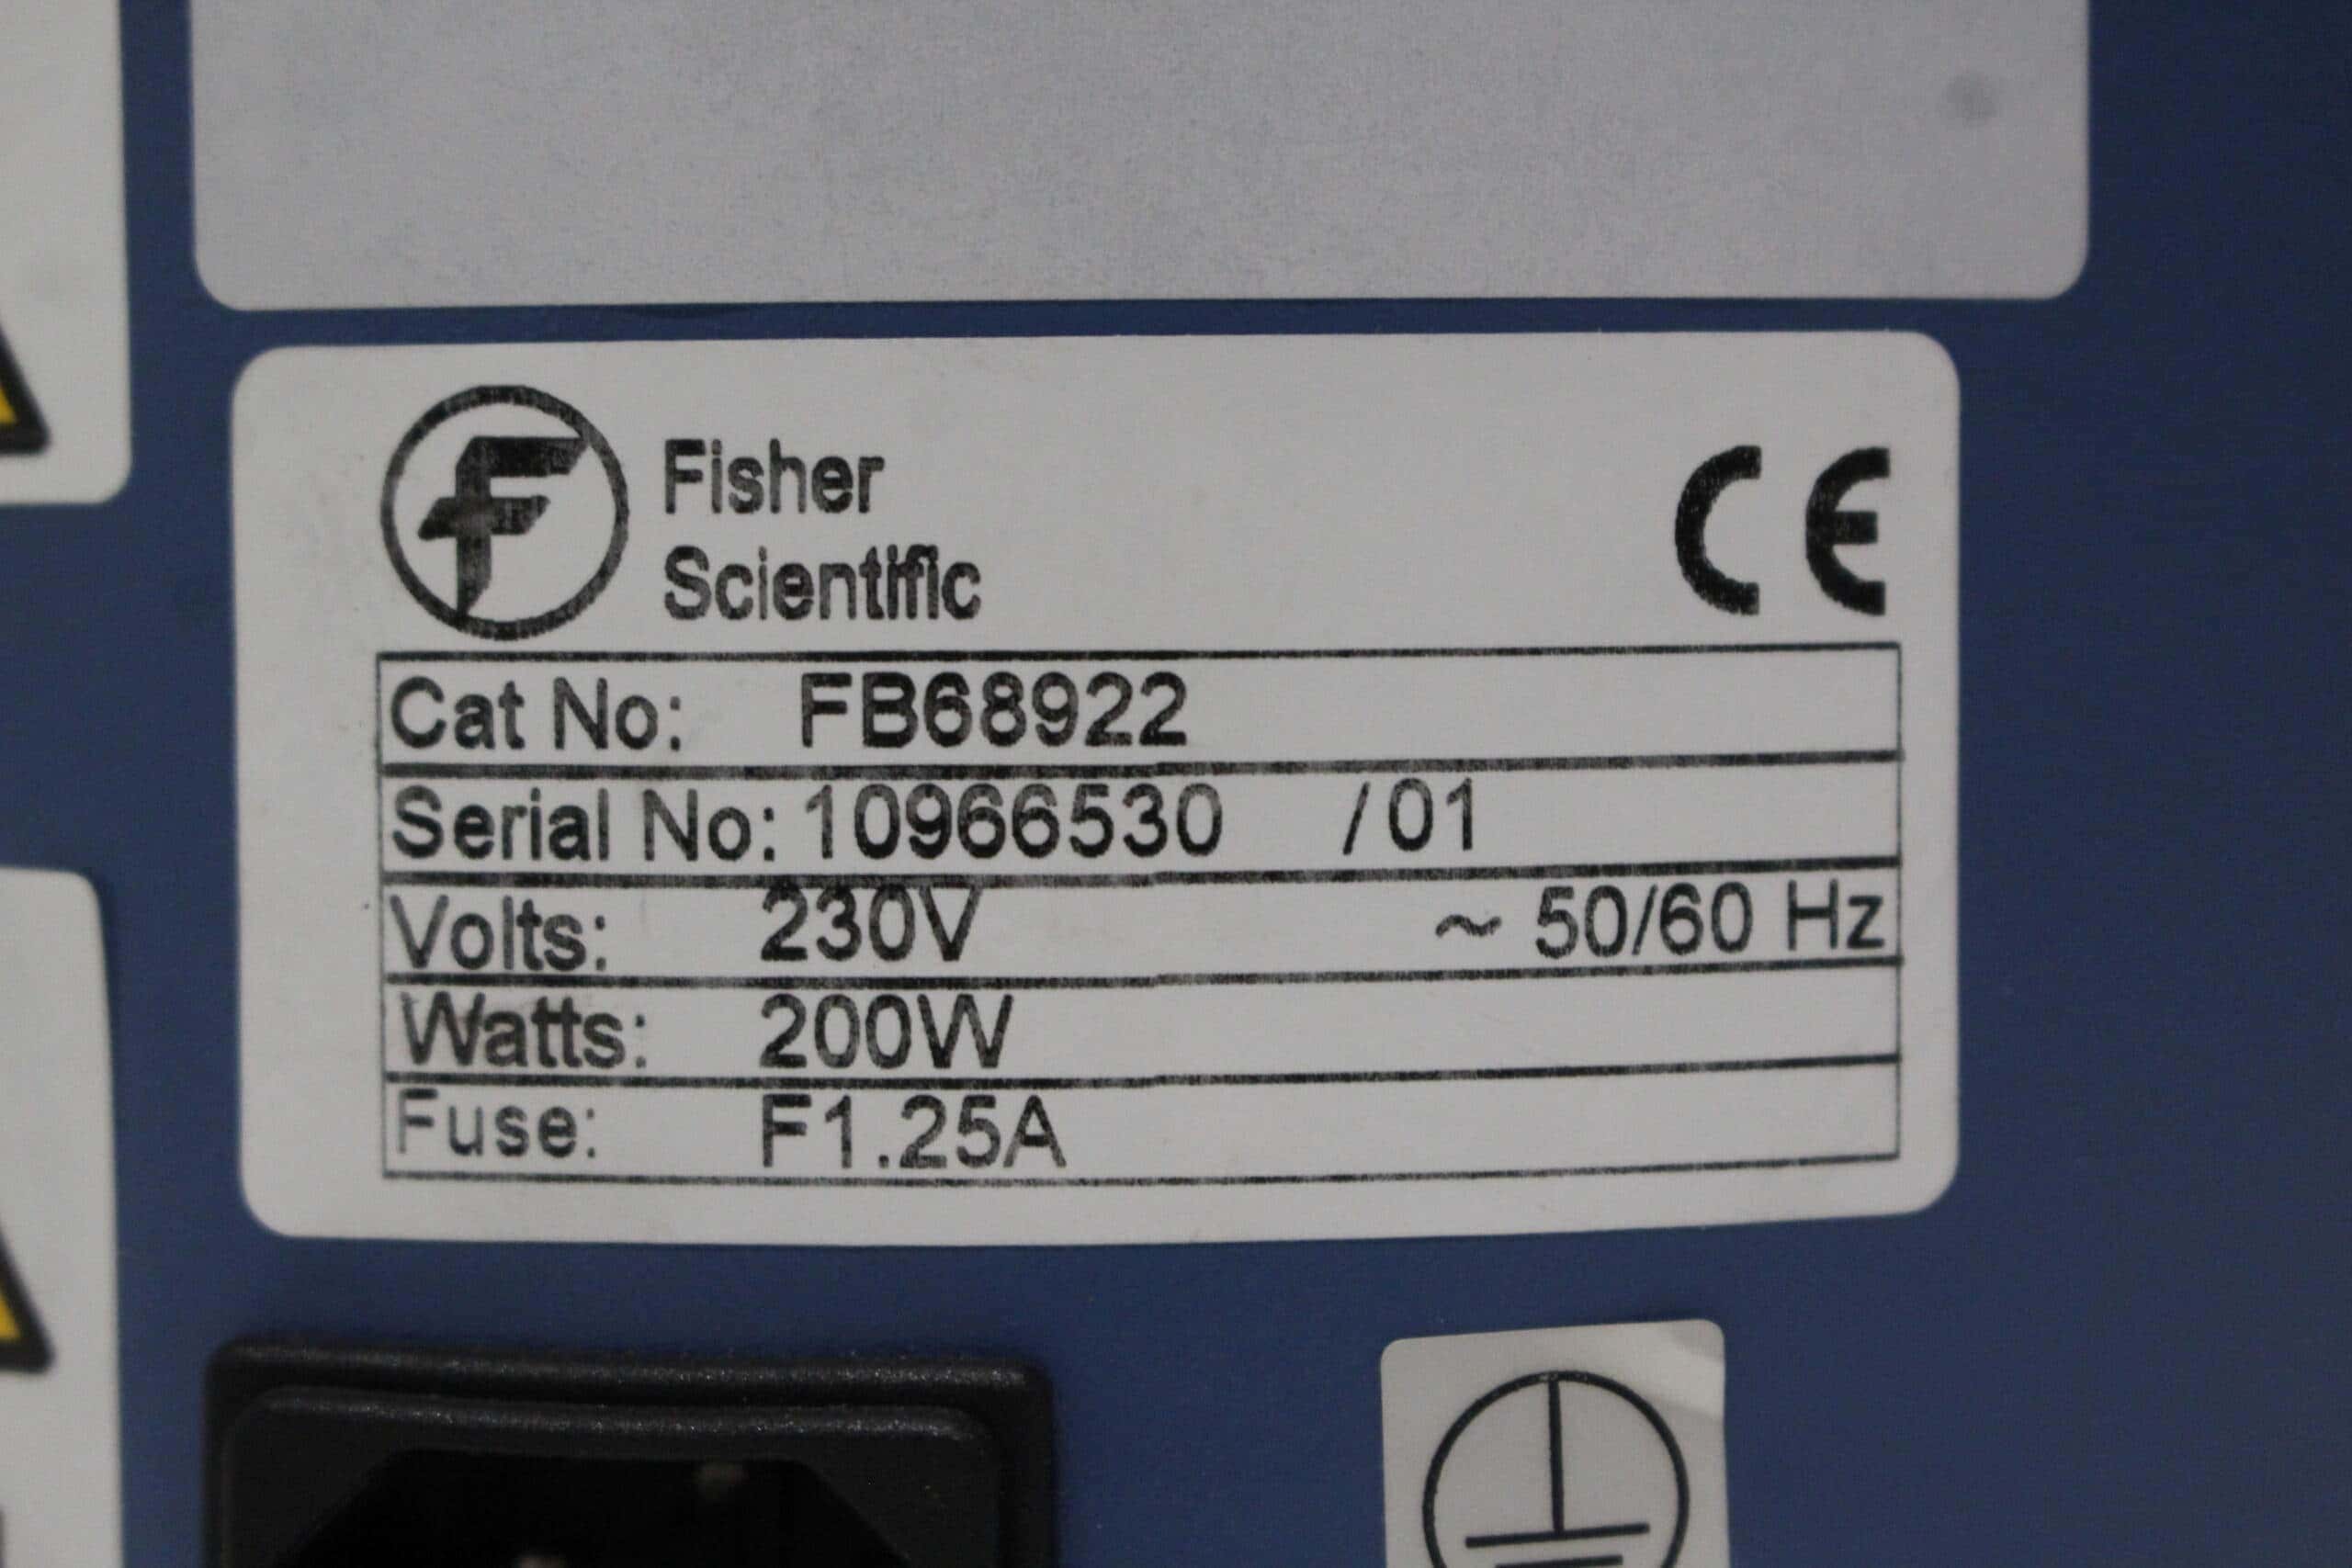 Fisher
Scientific
CE
Cat No: FB68922
Serial No: 10966530 /01
Volts: 230V ~ 50/60 Hz
Watts: 200W
Fuse: F1.25A